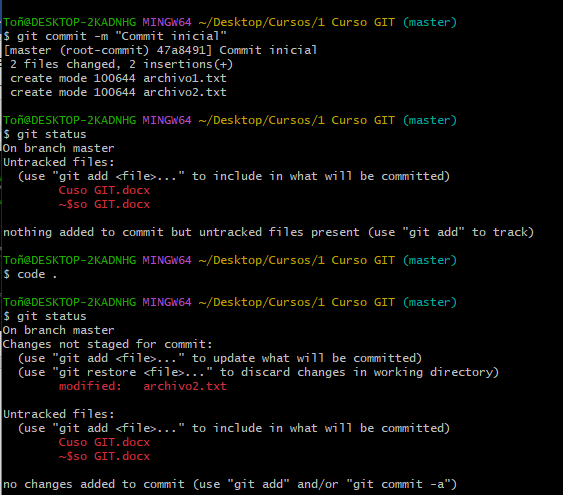 Toñ@DESKTOP-2KADNHG MINGW64 ~/Desktop/Cursos/1 Curso GIT (master)
$ git commit -m "Commit inicial"
[master (root-commit) 47a8491] Commit inicial
 2 files changed, 2 insertions(+)
 create mode 100644 archivo1.txt
 create mode 100644 archivo2.txt

Toñ@DESKTOP-2KADNHG MINGW64 ~/Desktop/Cursos/1 Curso GIT (master)
$ git status
On branch master
Untracked files:
  (use "git add <file>..." to include in what will be committed)
        Cuso GIT.docx
        ~$so GIT.docx

nothing added to commit but untracked files present (use "git add" to track)

Toñ@DESKTOP-2KADNHG MINGW64 ~/Desktop/Cursos/1 Curso GIT (master)
$ code .

Toñ@DESKTOP-2KADNHG MINGW64 ~/Desktop/Cursos/1 Curso GIT (master)
$ git status
On branch master
Changes not staged for commit:
  (use "git add <file>..." to update what will be committed)
  (use "git restore <file>..." to discard changes in working directory)
        modified:   archivo2.txt

Untracked files:
  (use "git add <file>..." to include in what will be committed)
        Cuso GIT.docx
        ~$so GIT.docx

no changes added to commit (use "git add" and/or "git commit -a")